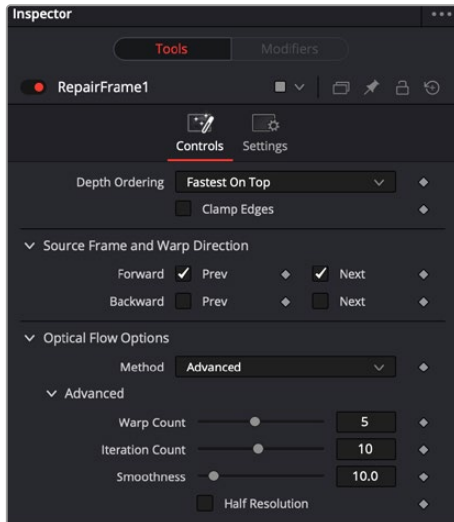 Inspector
Tools Modifiers
RepairFrame1
Controls Settings
Depth Ordering Fastest On Top
Clamp Edges
Source Frame and Warp Direction
Forward Prev Next
Backward Prev Next
Optical Flow Options
Method Advanced
Advanced
Warp Count 5
Iteration Count 10
Smoothness 10.0
Half Resolution